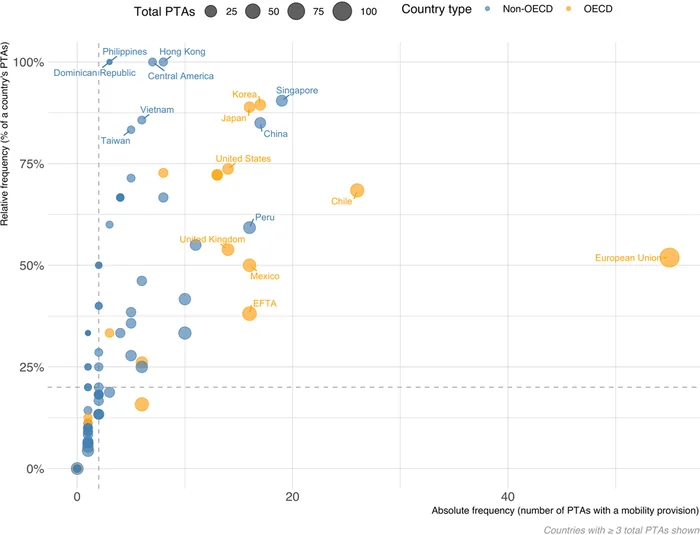 Total PTAs 25 50 75 100 Country type Non-OECD OECD
Relative frequency (% of a country's PTAs)
100%
75%
50%
25%
0%
Philippines
Hong Kong
Dominican Republic
Central America
Korea
Singapore
Japan
Vietnam
China
Taiwan
United States
Chile
Peru
United Kingdom
European Union
Mexico
EFTA
0 20 40
Absolute frequency (number of PTAs with a mobility provision)
Countries with ≥ 3 total PTAs shown